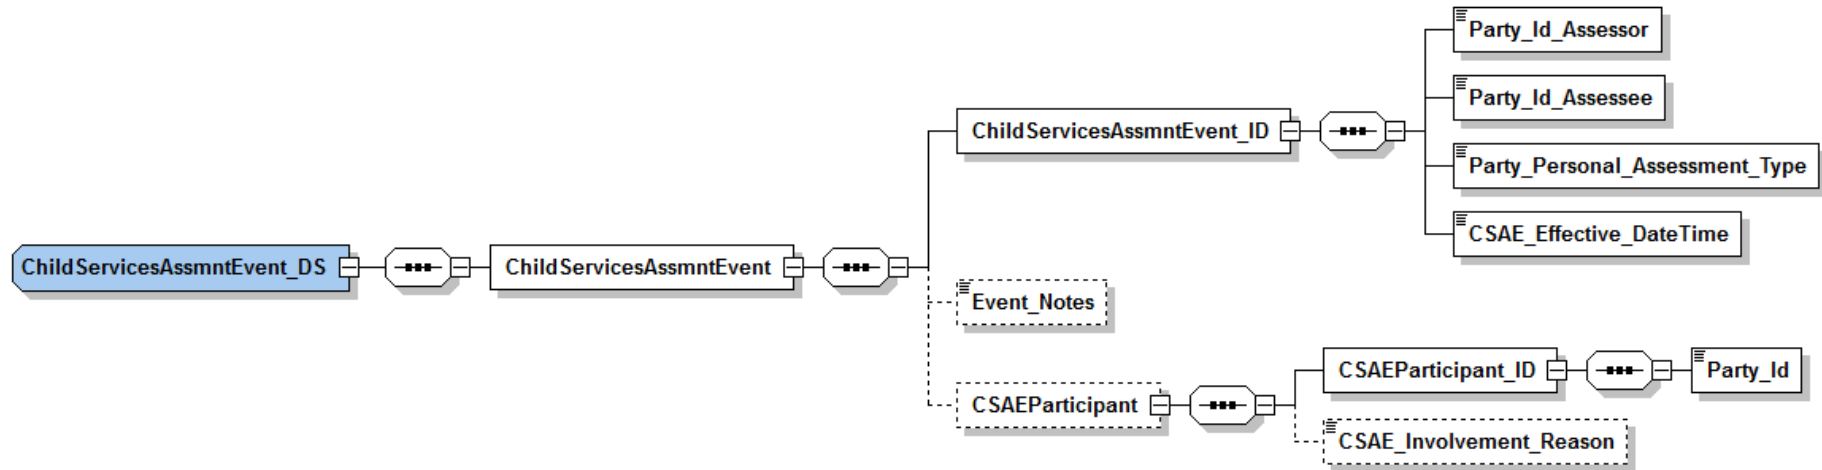 Party_Id_Assessor
Party_Id_Assessee
ChildServicesAssmntEvent_ID
Party_Personal_Assessment_Type
CSAE_Effective_DateTime
ChildServicesAssmntEvent_DS
ChildServicesAssmntEvent
Event_Notes
CSAEParticipant_ID
Party_Id
CSAEParticipant
CSAE_Involvement_Reason